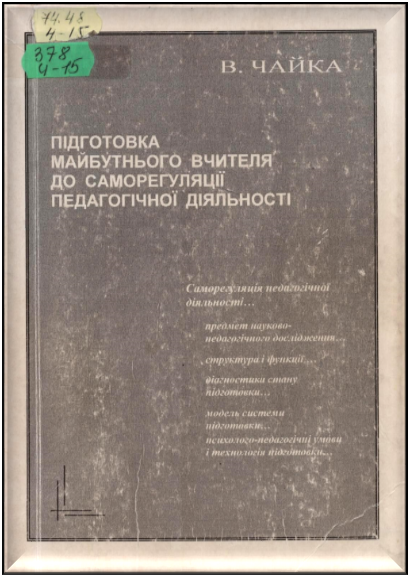 74.48
Ч-15
378
Ч-15
В. ЧАЙКА
ПІДГОТОВКА
МАЙБУТНЬОГО ВЧИТЕЛЯ
ДО САМОРЕГУЛЯЦІЇ
ПЕДАГОГІЧНОЇ ДІЯЛЬНОСТІ
Саморегуляція педагогічної
діяльності...
предмет науково-
педагогічного дослідження...
структура і функції...
діагностика стану
підготовки...
модель системи
підготовки...
психолого-педагогічні умови
і технологія підготовки...